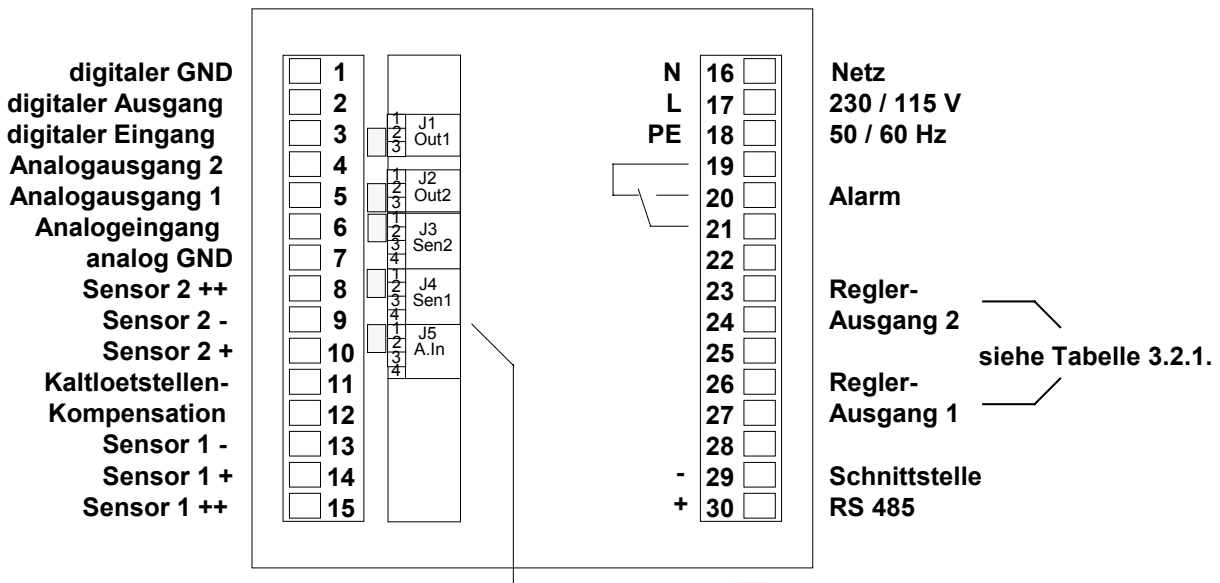 digitaler GND 1 N 16 Netz
digitaler Ausgang 2 L 17 230 / 115 V
digitaler Eingang 3 PE 18 50 / 60 Hz
Analogausgang 2 4 19
Analogausgang 1 5 20 Alarm
Analogeingang 6 21
analog GND 7 22
Sensor 2 ++ 8 23 Regler-
Sensor 2 - 9 24 Ausgang 2
Sensor 2 + 10 25
siehe Tabelle 3.2.1.
Kaltloetstellen- 11 26 Regler-
Kompensation 12 27 Ausgang 1
Sensor 1 - 13 28
Sensor 1 + 14 - 29 Schnittstelle
Sensor 1 ++ 15 + 30 RS 485
1 J1
2 Out1
3
1 J2
2 Out2
3
1 J3
2 Sen2
3
4
1 J4
2 Sen1
3
4
1 J5
2 A.In
3
4